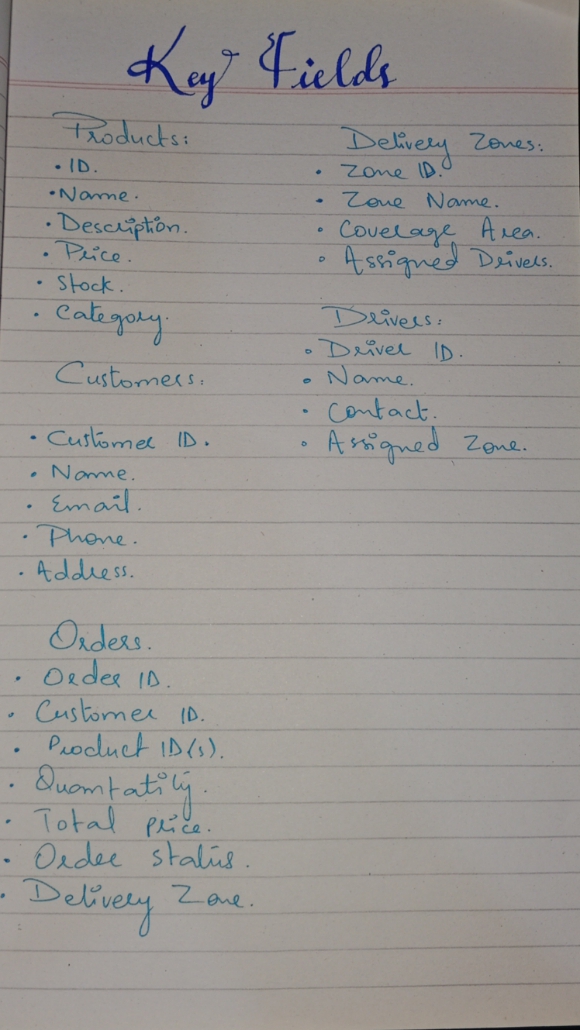 Key Fields
Products:
• ID.
• Name.
• Description.
• Price.
• Stock.
• Category.
Customers:
• Customer ID.
• Name.
• Email.
• Phone.
• Address.
Orders.
• Order ID.
• Customer ID.
• Product ID(s).
• Quamtatity.
• Total price.
• Order status.
• Delivery Zone.
Delivery Zones:
• Zone ID.
• Zone Name.
• Coverage Area.
• Assigned Drivers.
Drivers:
• Driver ID.
• Name.
• Contact.
• Assigned Zone.